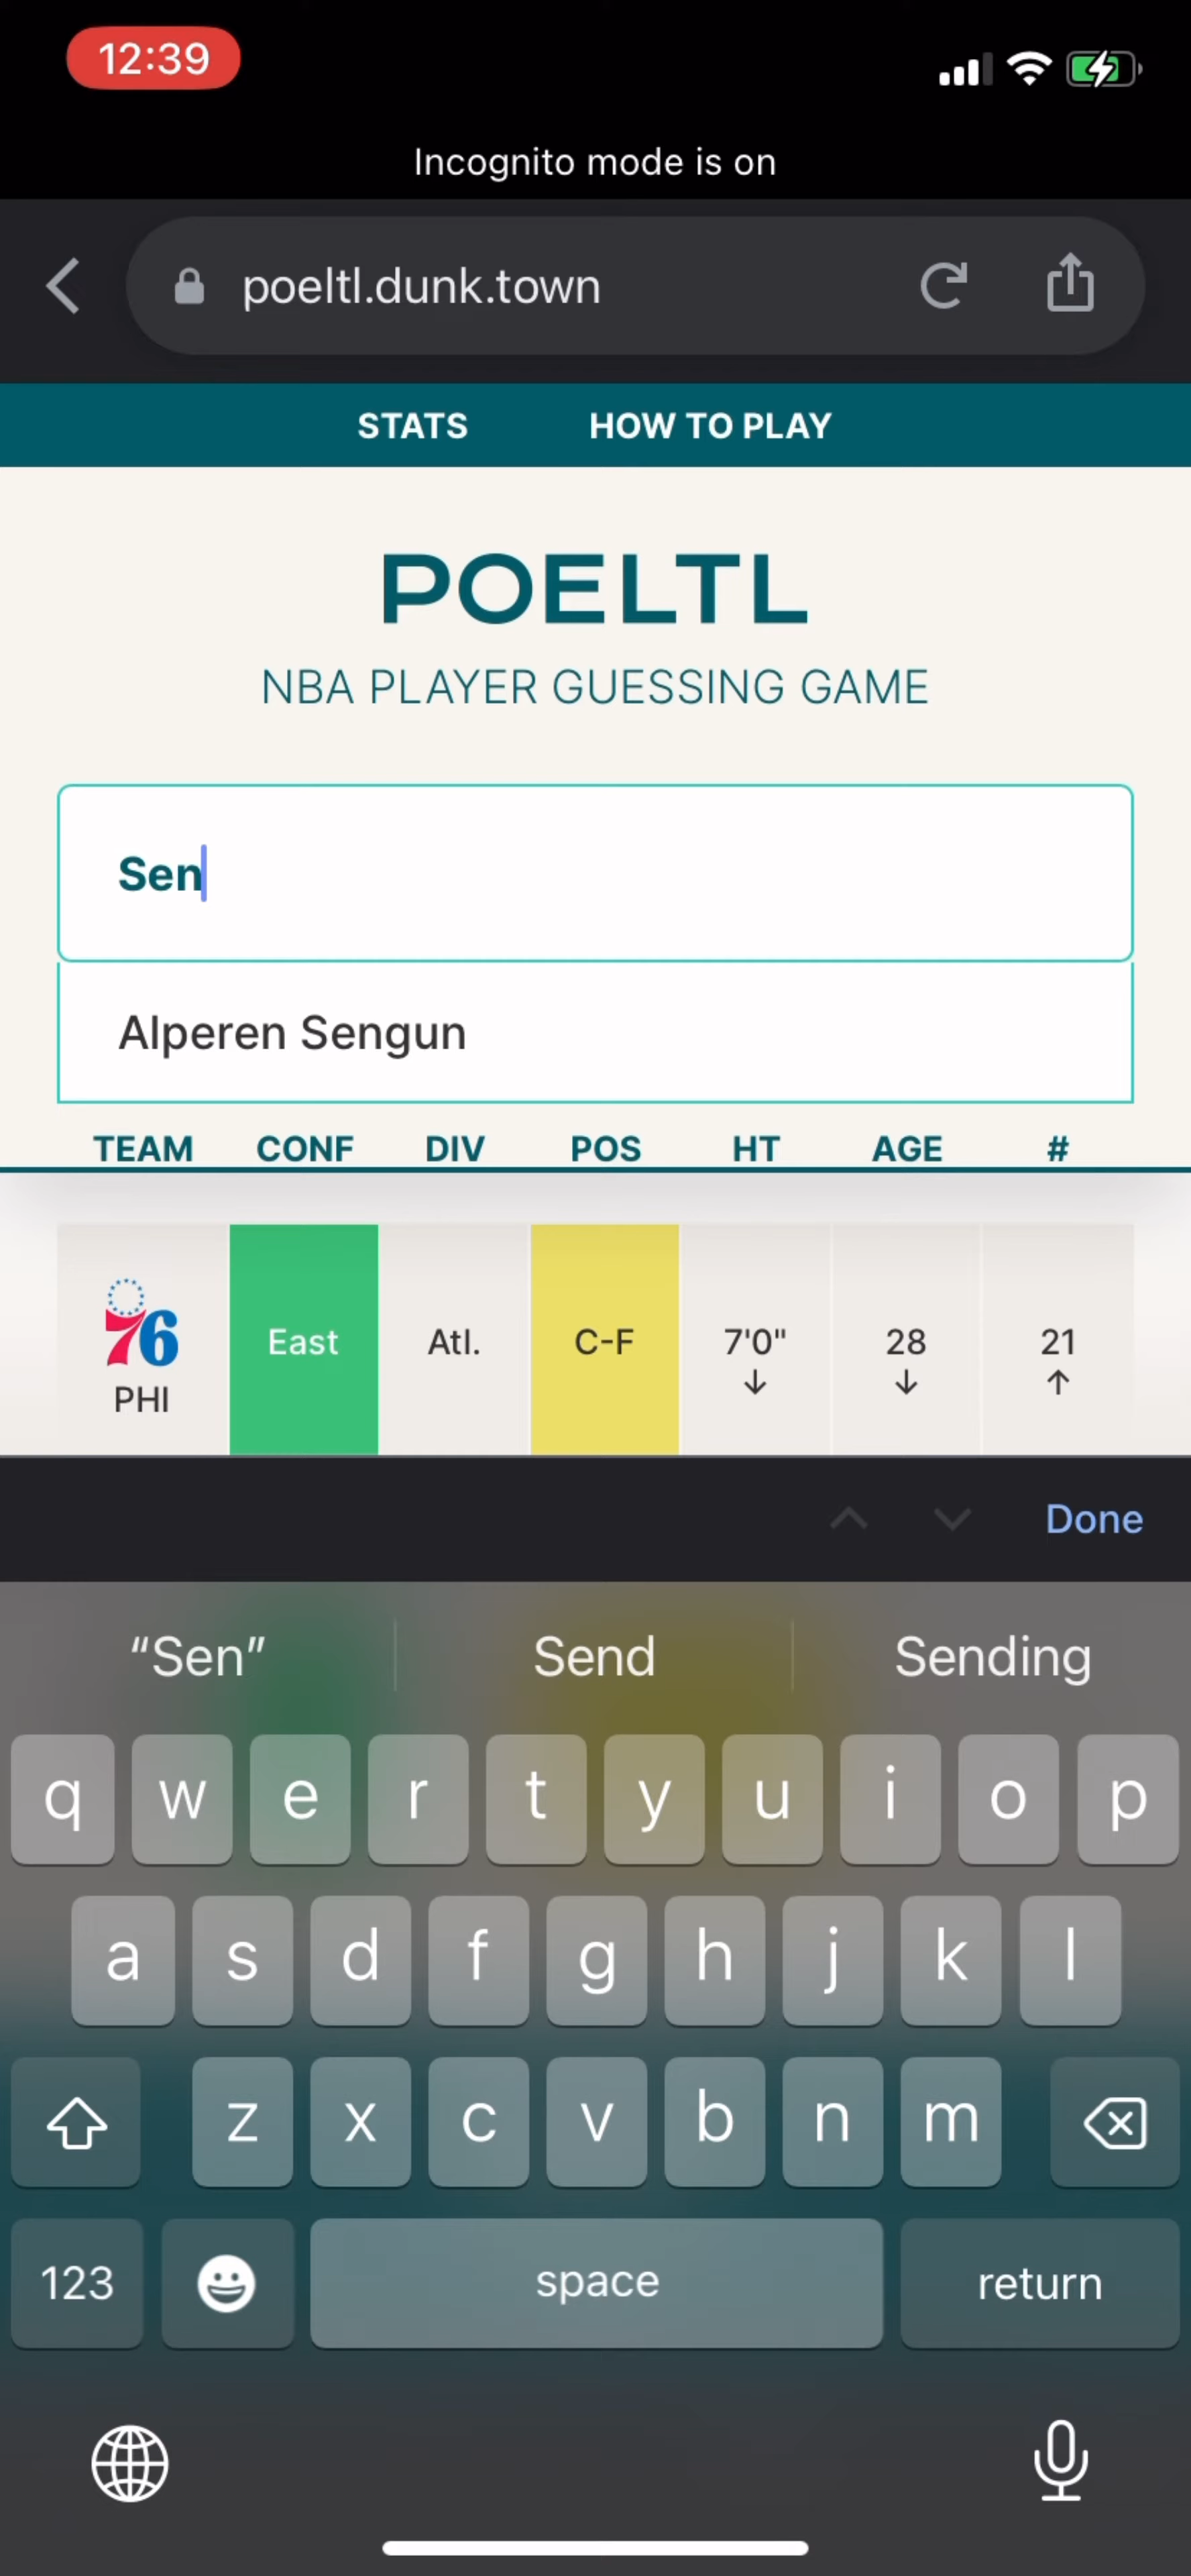 12:39
Incognito mode is on
poeltl.dunk.town
STATS HOW TO PLAY
POELTL
NBA PLAYER GUESSING GAME
Sen
Alperen Sengun
TEAM CONF DIV POS HT AGE #
76
PHI East Atl. C-F 7'0" ↓ 28 ↓ 21 ↑
Done
“Sen” Send Sending
q w e r t y u i o p
a s d f g h j k l
z x c v b n m
123 space return